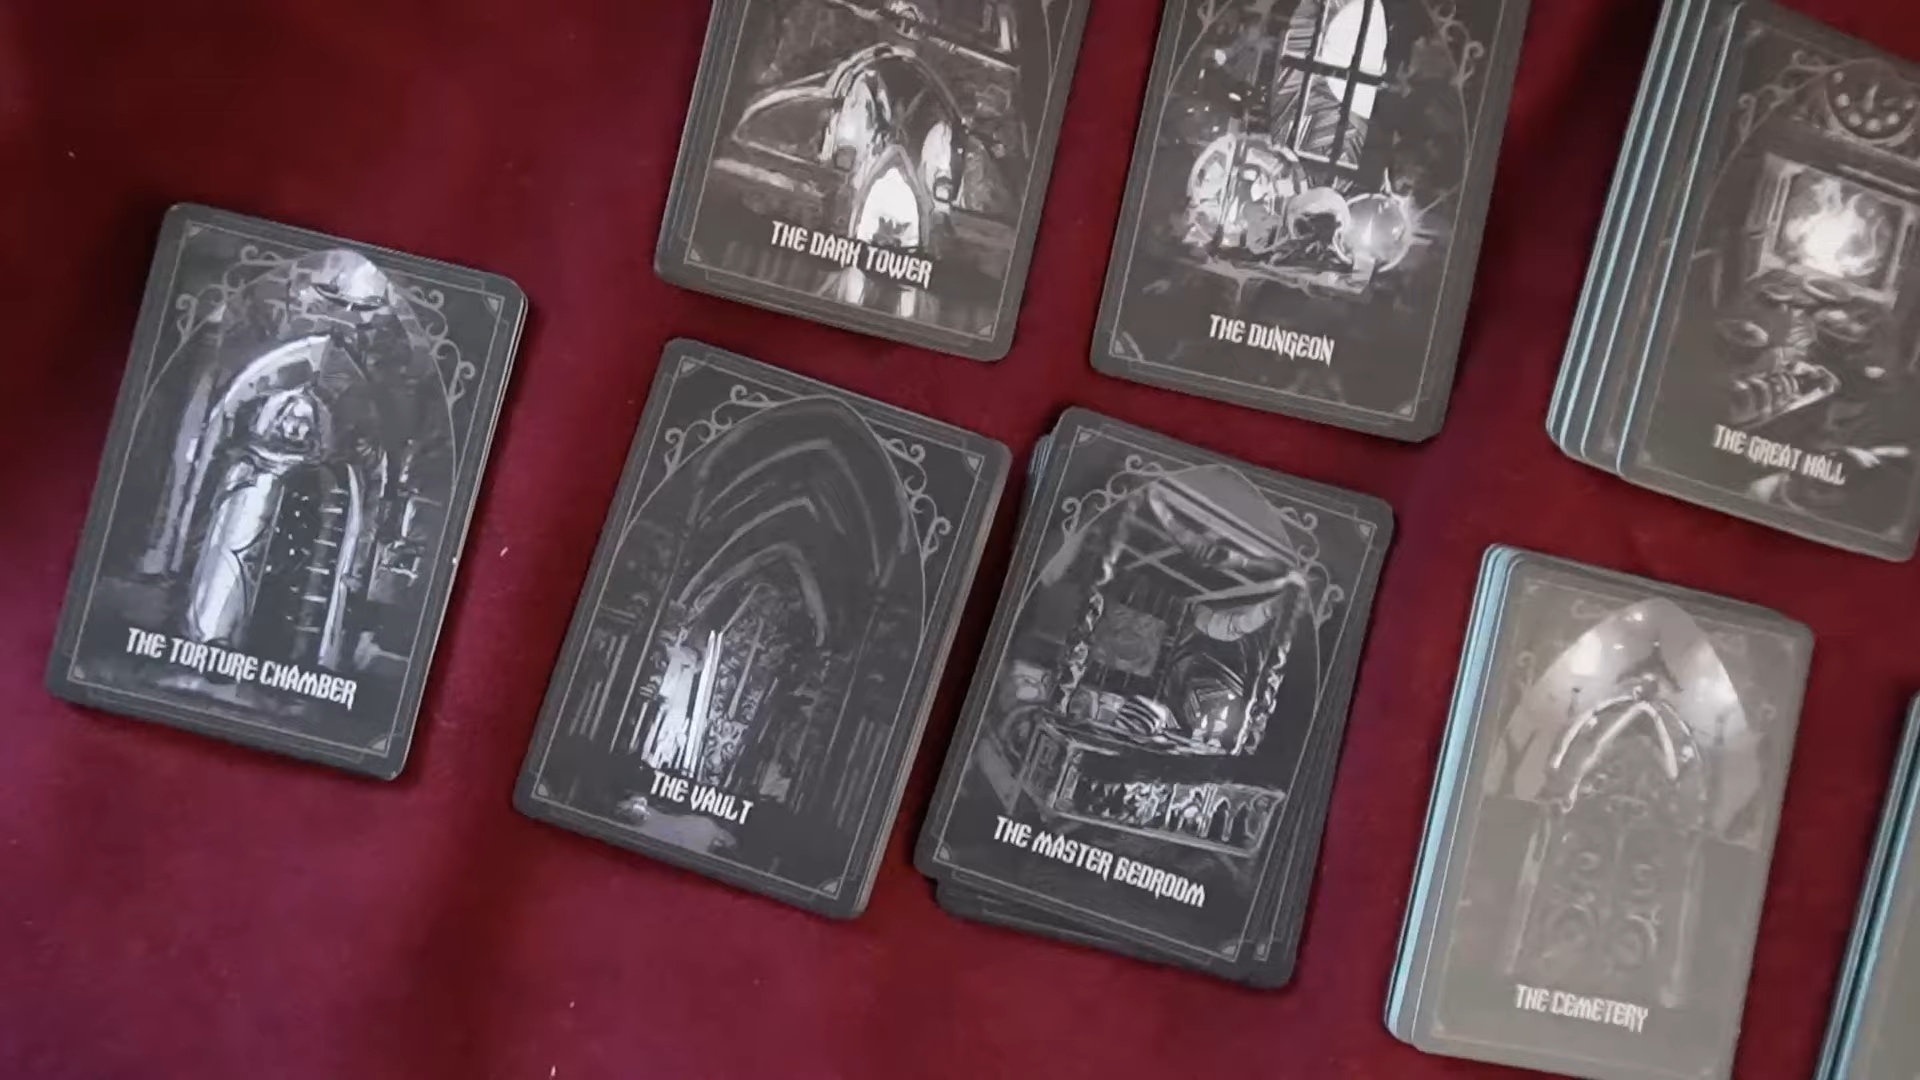 THE DARK TOWER
THE DUNGEON
THE GREAT HALL
THE TORTURE CHAMBER
THE VAULT
THE MASTER BEDROOM
THE CEMETERY